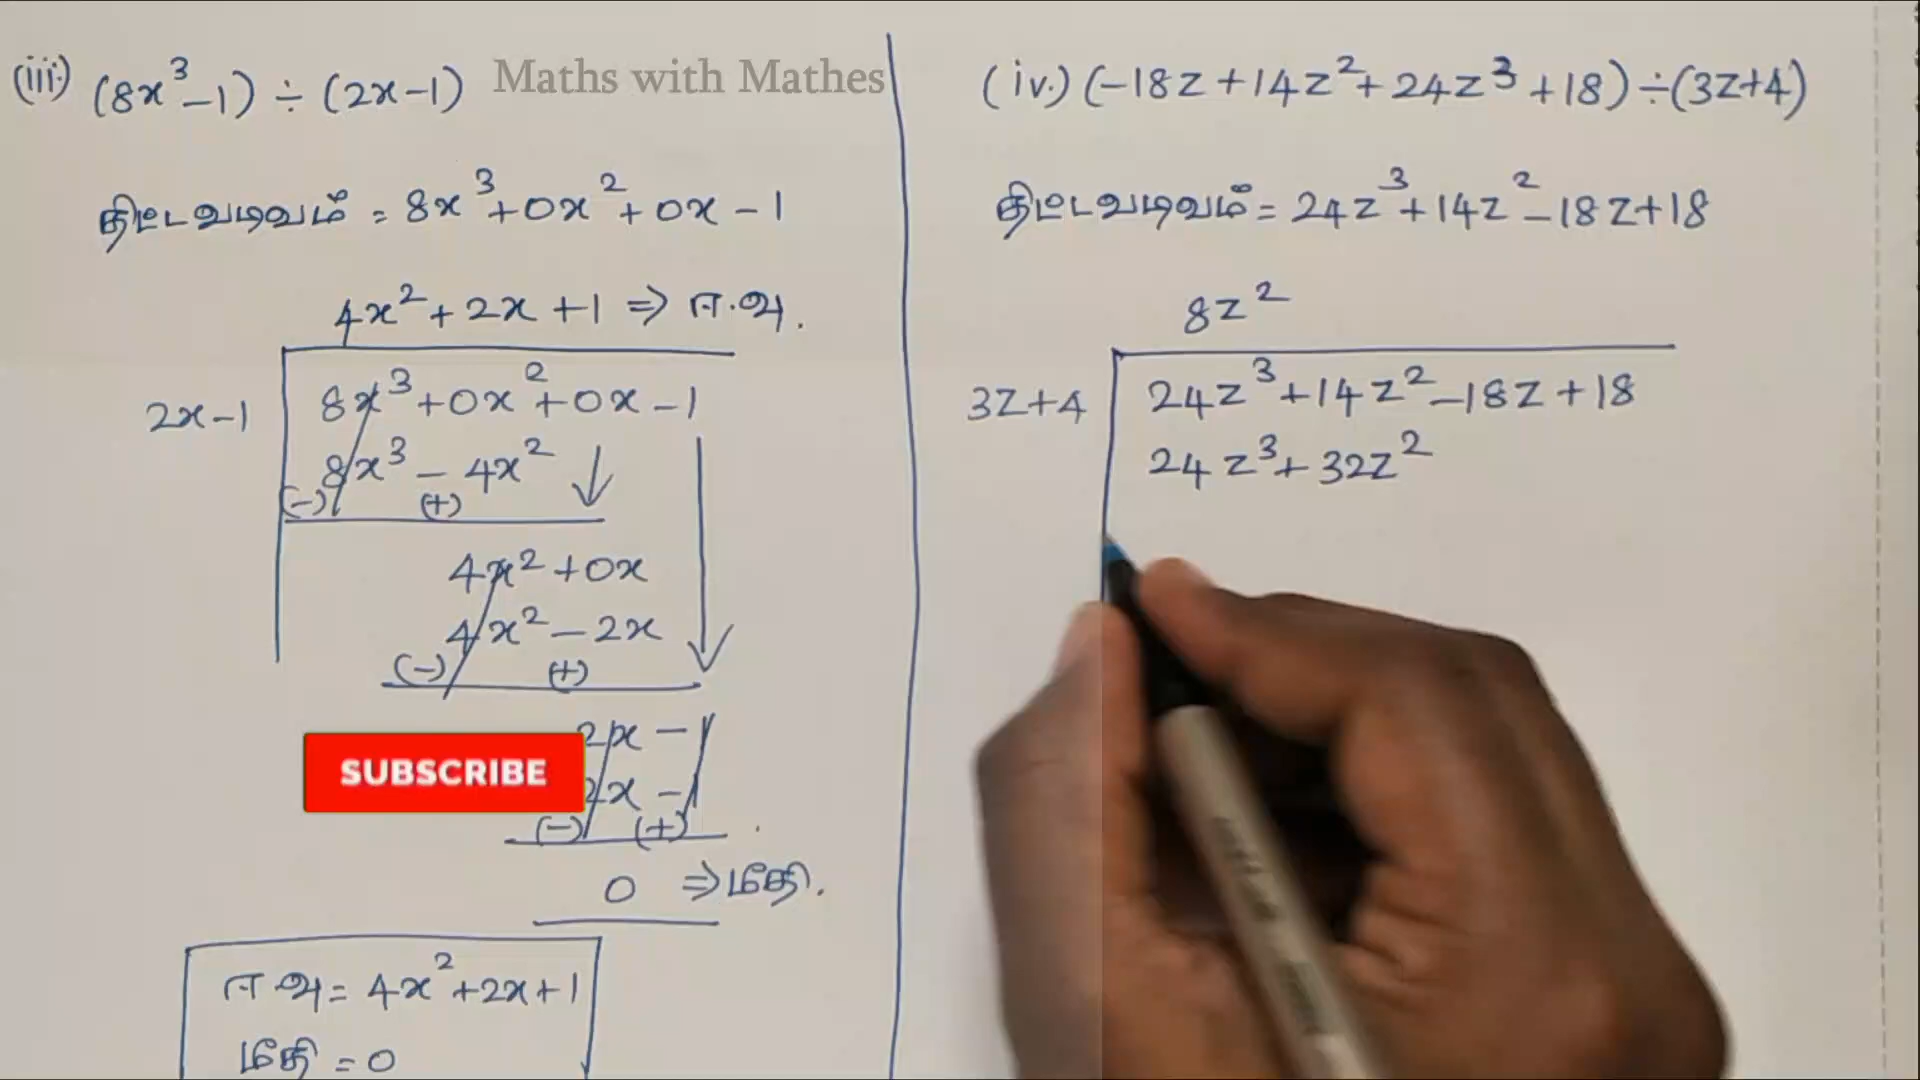 (iii) (8x³-1) ÷ (2x-1)
Maths with Mathes
திட்டவடிவம் = 8x³+0x²+0x-1
4x²+2x+1 ⇒ ஈ.வு.
2x-1
8x³+0x²+0x-1
8x³-4x²
(-) (+)
4x²+0x
4x²-2x
(-) (+)
2x-1
2x-1
(-) (+)
0 ⇒ மீதி.
ஈ.வு = 4x²+2x+1
மீதி = 0
SUBSCRIBE
(iv.) (-18z+14z²+24z³+18) ÷ (3z+4)
திட்டவடிவம் = 24z³+14z²-18z+18
8z²
3z+4
24z³+14z²-18z+18
24z³+32z²